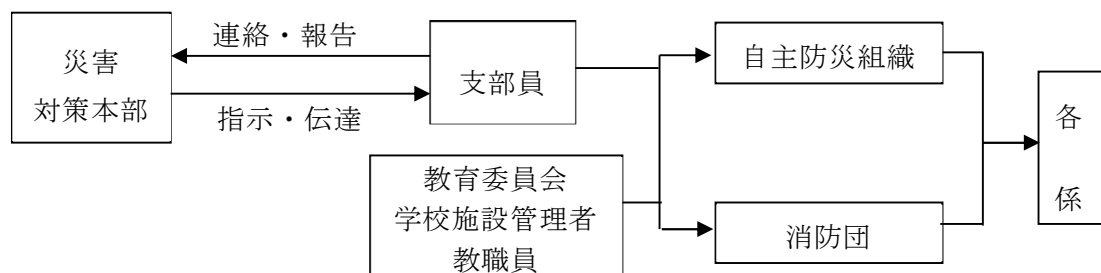 災害
対策本部
連絡・報告
指示・伝達
支部員
教育委員会
学校施設管理者
教職員
自主防災組織
消防団
各
係